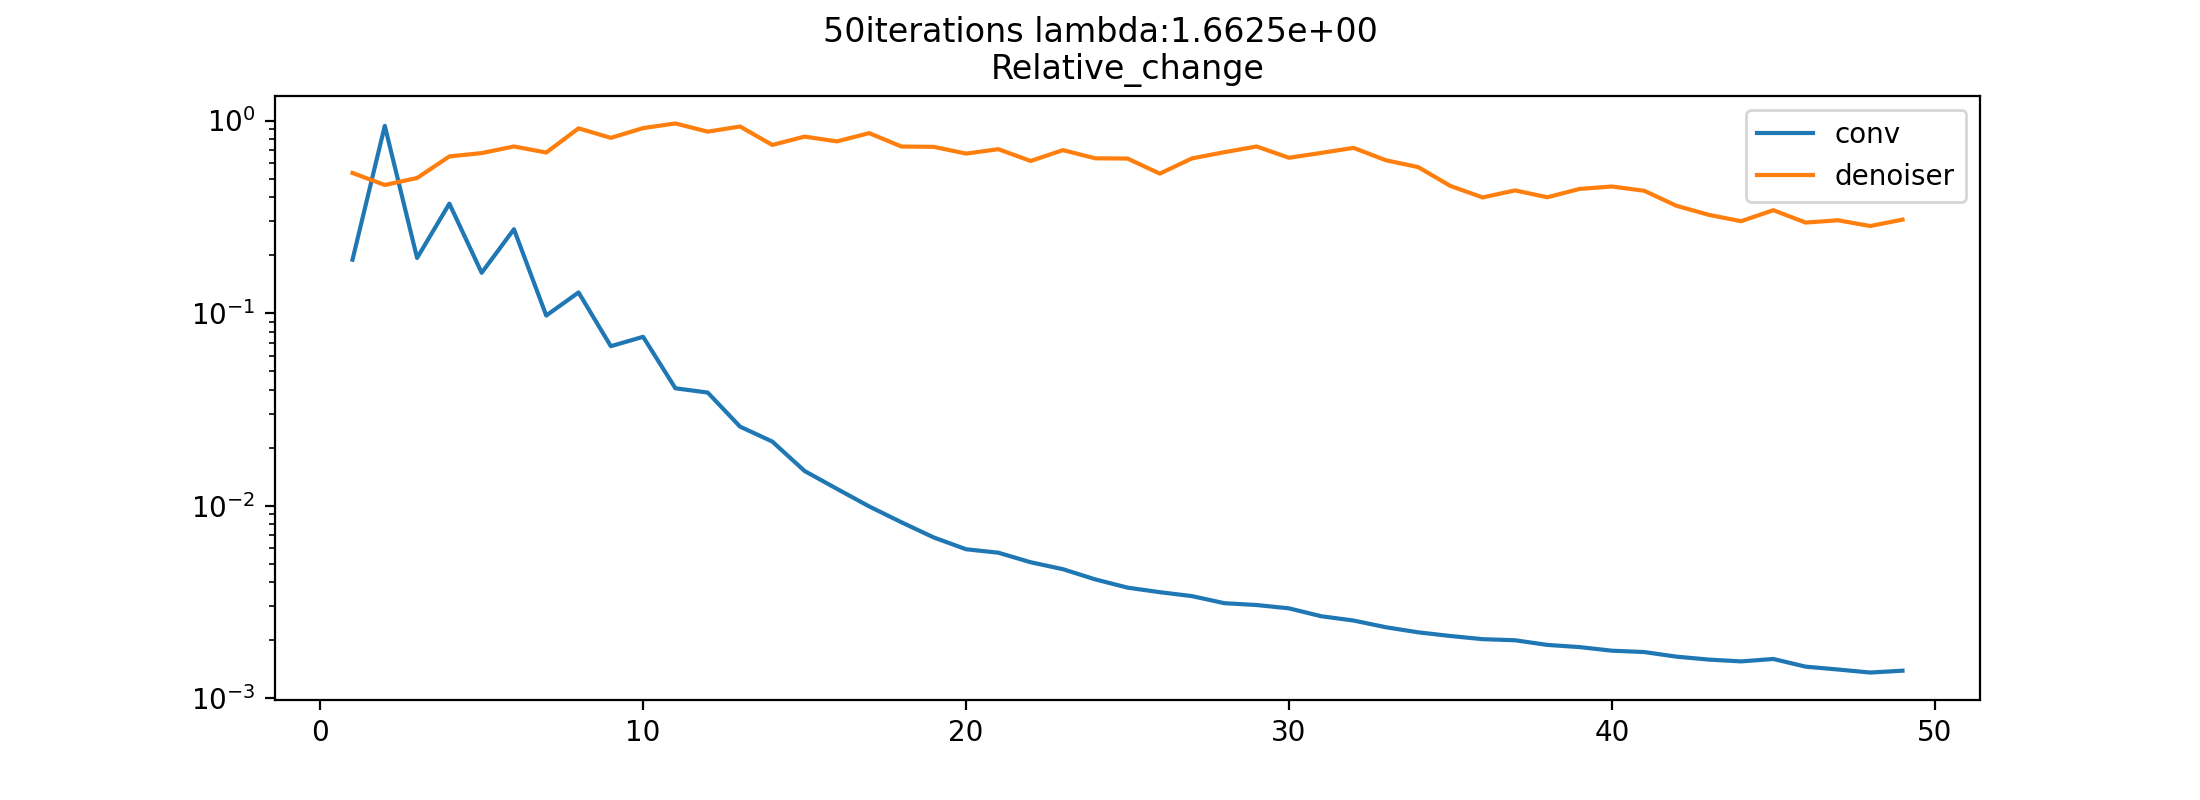 50iterations lambda:1.6625e+00
Relative_change
10⁰
10⁻¹
10⁻²
10⁻³
conv
denoiser
0 10 20 30 40 50